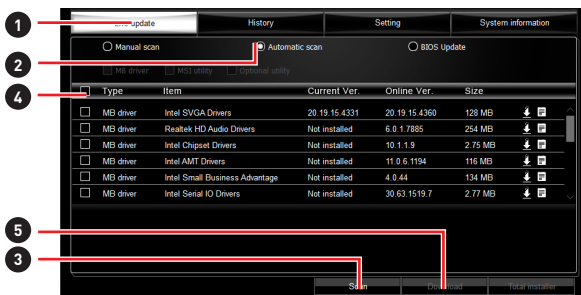 1
Live update History Setting System information
Manual scan Automatic scan BIOS Update
2
MB driver MSI utility Optional utility
4
Type Item Current Ver. Online Ver. Size
MB driver Intel SVGA Drivers 20.19.15.4331 20.19.15.4360 128 MB
MB driver Realtek HD Audio Drivers Not installed 6.0.1.7885 254 MB
MB driver Intel Chipset Drivers Not installed 10.1.1.9 2.75 MB
MB driver Intel AMT Drivers Not installed 11.0.6.1194 116 MB
MB driver Intel Small Business Advantage Not installed 4.0.44 134 MB
MB driver Intel Serial IO Drivers Not installed 30.63.1519.7 2.77 MB
5
3
Scan Download Total installer